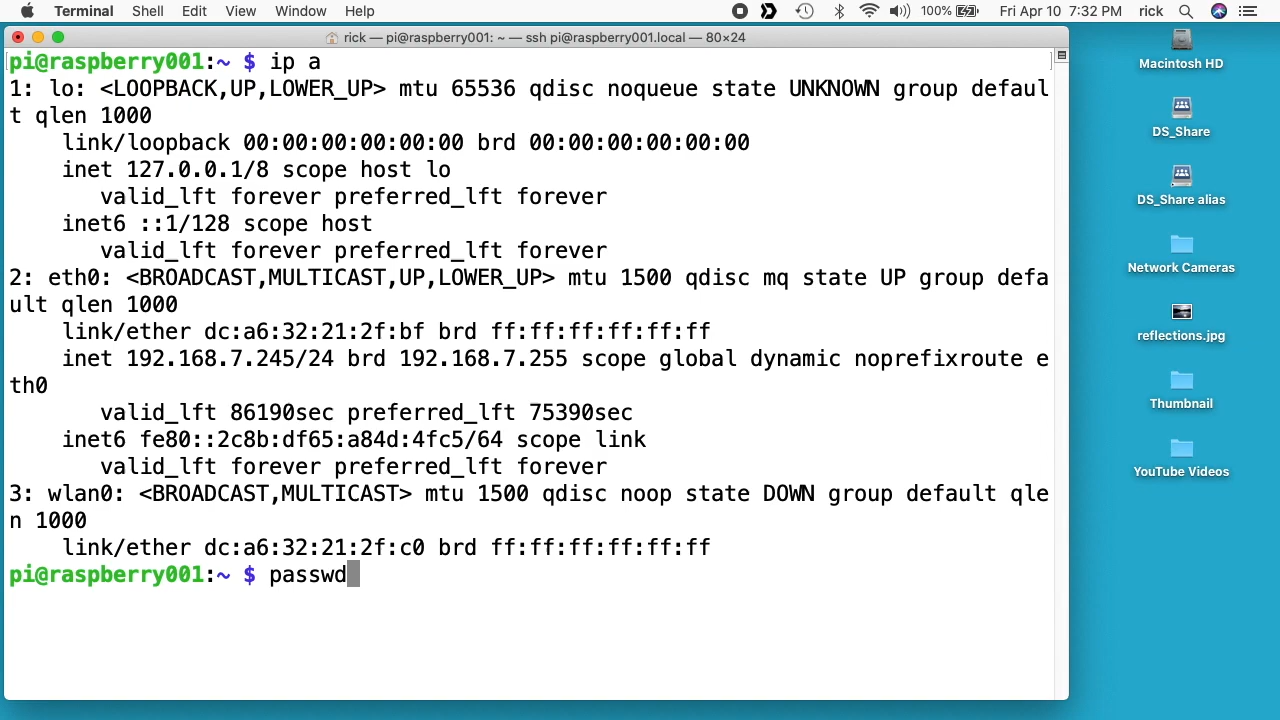 Terminal Shell Edit View Window Help 100% Fri Apr 10 7:32 PM rick
rick — pi@raspberry001: ~ — ssh pi@raspberry001.local — 80×24
pi@raspberry001:~ $ ip a
1: lo: <LOOPBACK,UP,LOWER_UP> mtu 65536 qdisc noqueue state UNKNOWN group defaul
t qlen 1000
link/loopback 00:00:00:00:00:00 brd 00:00:00:00:00:00
inet 127.0.0.1/8 scope host lo
valid_lft forever preferred_lft forever
inet6 ::1/128 scope host
valid_lft forever preferred_lft forever
2: eth0: <BROADCAST,MULTICAST,UP,LOWER_UP> mtu 1500 qdisc mq state UP group defa
ult qlen 1000
link/ether dc:a6:32:21:2f:bf brd ff:ff:ff:ff:ff:ff
inet 192.168.7.245/24 brd 192.168.7.255 scope global dynamic noprefixroute e
th0
valid_lft 86190sec preferred_lft 75390sec
inet6 fe80::2c8b:df65:a84d:4fc5/64 scope link
valid_lft forever preferred_lft forever
3: wlan0: <BROADCAST,MULTICAST> mtu 1500 qdisc noop state DOWN group default qle
n 1000
link/ether dc:a6:32:21:2f:c0 brd ff:ff:ff:ff:ff:ff
pi@raspberry001:~ $ passwd
Macintosh HD
DS_Share
DS_Share alias
Network Cameras
reflections.jpg
Thumbnail
YouTube Videos